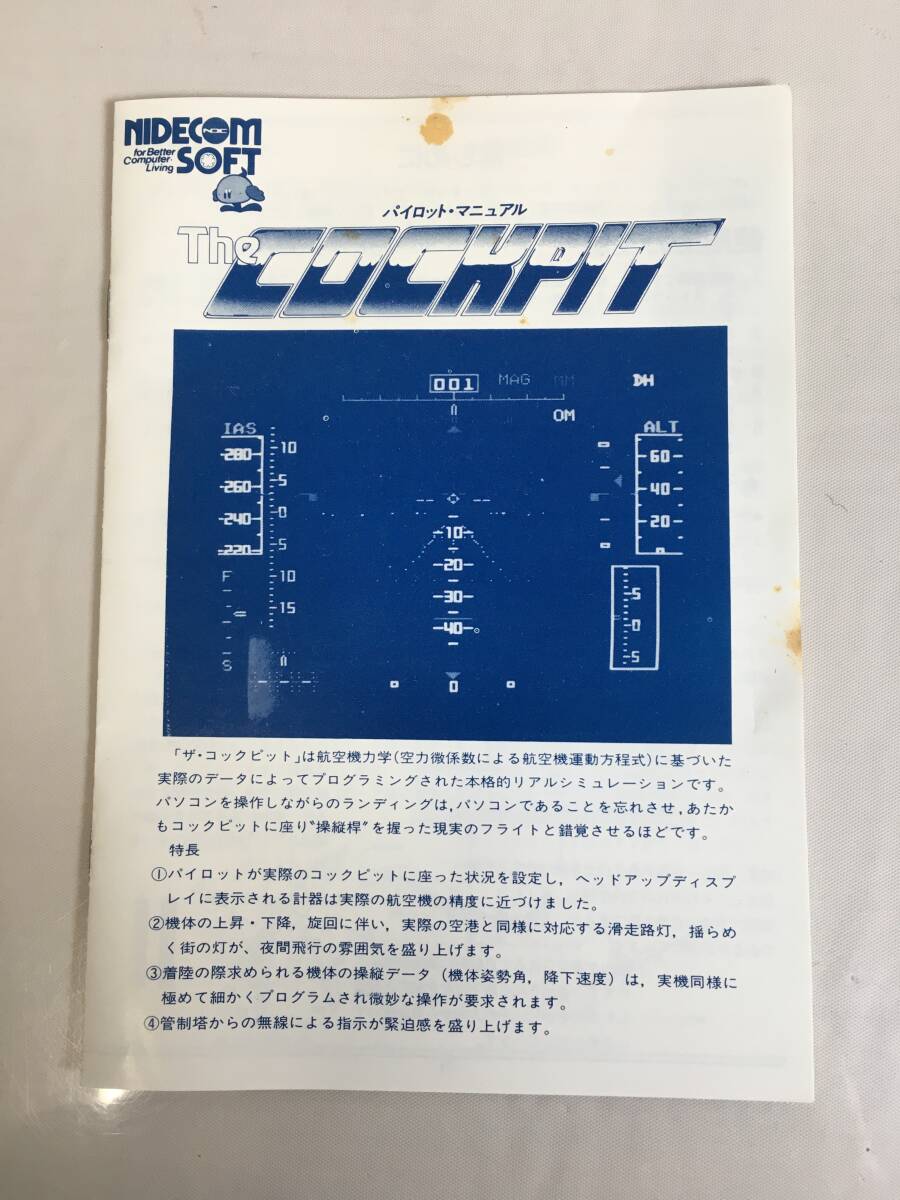 NIDECOM
NDC
for Better
Computer
Living
SOFT
パイロット・マニュアル
The COCKPIT
001 MAG MM DH
OM
IAS ALT
280
260
240
220
10
5
0
5
10
15
60
40
20
0
10
20
30
40
F
S
5
0
5
0
「ザ・コックピット」は航空機力学(空力微係数による航空機運動方程式)に基づいた
実際のデータによってプログラミングされた本格的リアルシミュレーションです。
パソコンを操作しながらのランディングは,パソコンであることを忘れさせ,あたか
もコックピットに座り〝操縦桿〟を握った現実のフライトと錯覚させるほどです。
特長
①パイロットが実際のコックピットに座った状況を設定し,ヘッドアップディスプ
レイに表示される計器は実際の航空機の精度に近づけました。
②機体の上昇・下降,旋回に伴い,実際の空港と同様に対応する滑走路灯,揺らめ
く街の灯が、夜間飛行の雰囲気を盛り上げます。
③着陸の際求められる機体の操縦データ(機体姿勢角,降下速度)は,実機同様に
極めて細かくプログラムされ微妙な操作が要求されます。
④管制塔からの無線による指示が緊迫感を盛り上げます。